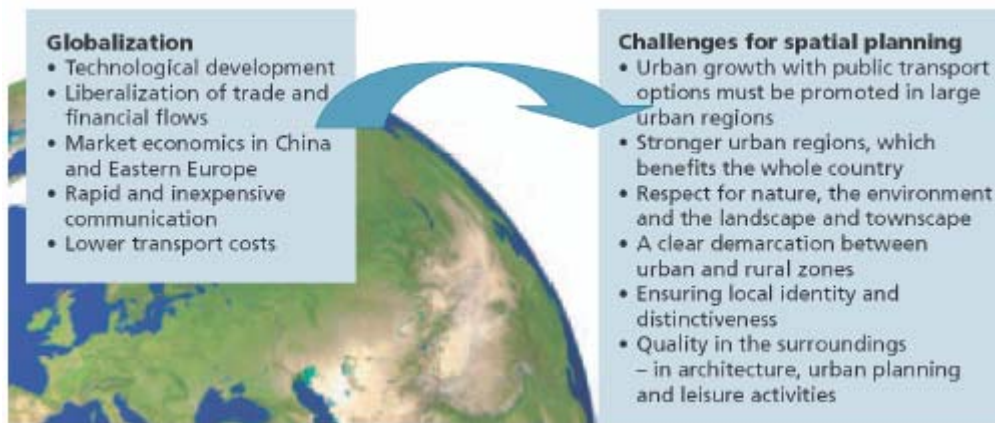 Globalization
• Technological development
• Liberalization of trade and
financial flows
• Market economics in China
and Eastern Europe
• Rapid and inexpensive
communication
• Lower transport costs
Challenges for spatial planning
• Urban growth with public transport
options must be promoted in large
urban regions
• Stronger urban regions, which
benefits the whole country
• Respect for nature, the environment
and the landscape and townscape
• A clear demarcation between
urban and rural zones
• Ensuring local identity and
distinctiveness
• Quality in the surroundings
– in architecture, urban planning
and leisure activities